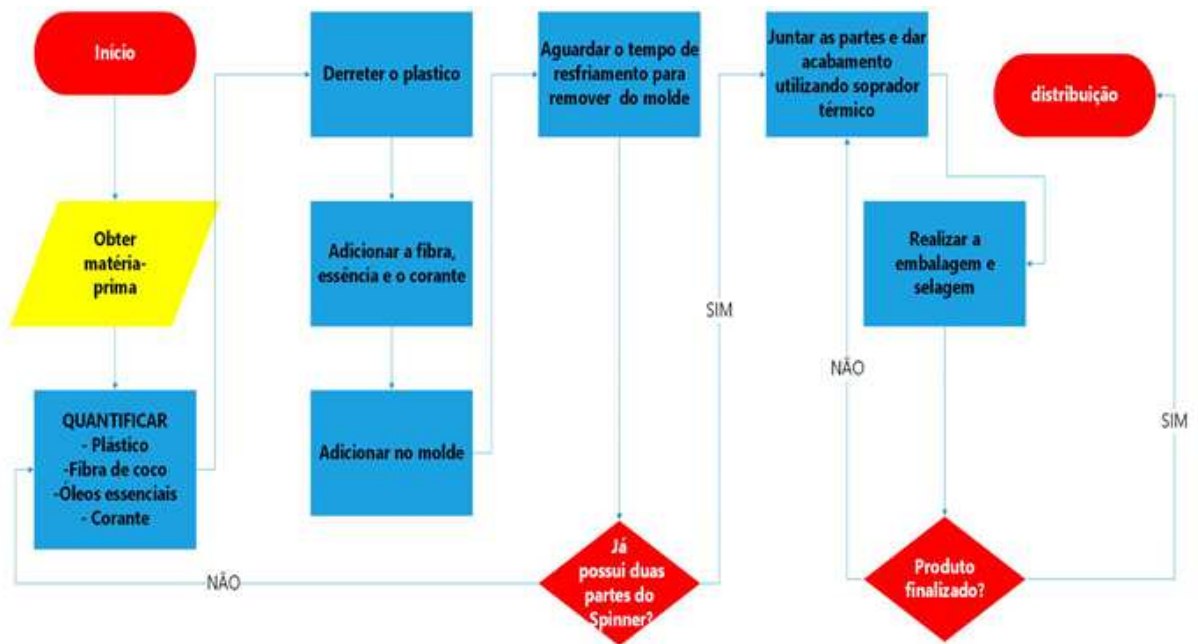 Início
Obter
matéria-
prima
QUANTIFICAR
- Plástico
-Fibra de coco
-Óleos essenciais
- Corante
Derreter o plastico
Adicionar a fibra,
essência e o corante
Adicionar no molde
Aguardar o tempo de
resfriamento para
remover do molde
Já
possui duas
partes do
Spinner?
NÃO
SIM
Juntar as partes e dar
acabamento
utilizando soprador
térmico
Realizar a
embalagem e
selagem
Produto
finalizado?
NÃO
SIM
distribuição